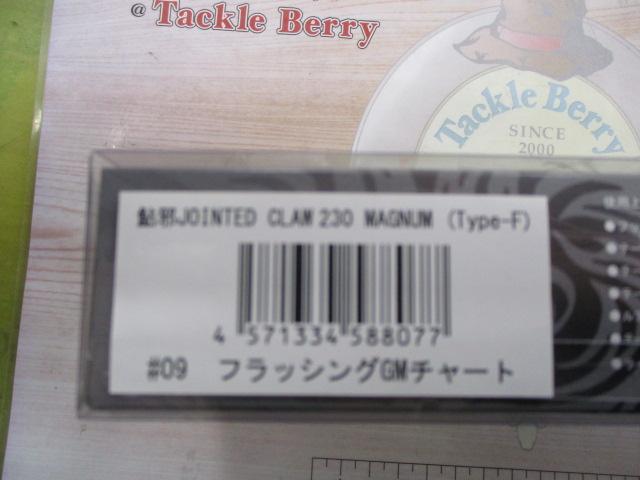 @ Tackle Berry
Tackle Berry
SINCE
2000
鮎邪JOINTED CLAW 230 MAGNUM (Type-F)
4 571334 588077
#09 フラッシングGMチャート